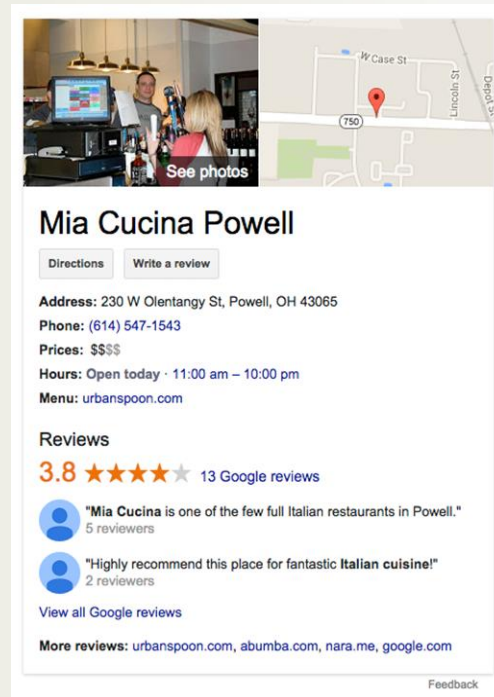 See photos
W Case St
Lincoln St
Depot St
750
Mia Cucina Powell
Directions
Write a review
Address: 230 W Olentangy St, Powell, OH 43065
Phone: (614) 547-1543
Prices: $$$$
Hours: Open today · 11:00 am – 10:00 pm
Menu: urbanspoon.com
Reviews
3.8 13 Google reviews
"Mia Cucina is one of the few full Italian restaurants in Powell."
5 reviewers
"Highly recommend this place for fantastic Italian cuisine!"
2 reviewers
View all Google reviews
More reviews: urbanspoon.com, abumba.com, nara.me, google.com
Feedback